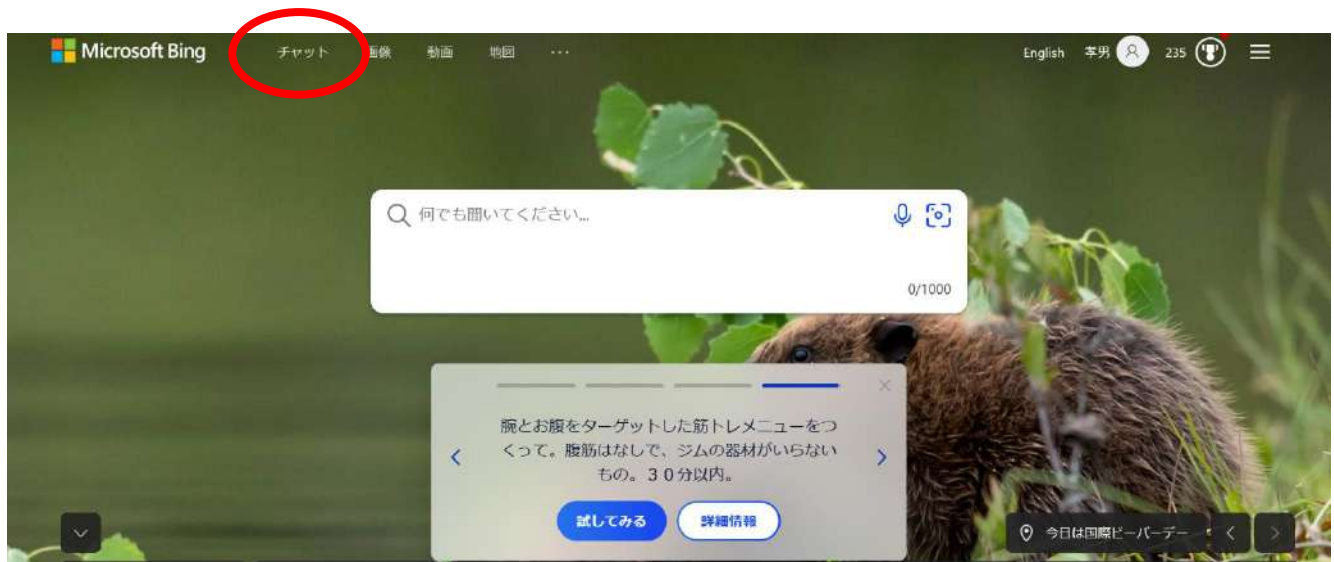 Microsoft Bing チャット 画像 動画 地図 ... English 孝男 235
何でも聞いてください...
0/1000
腕とお腹をターゲットした筋トレメニューをつ
くって。腹筋はなしで、ジムの器材がいらない
もの。３０分以内。
試してみる 詳細情報
今日は国際ビーバーデー